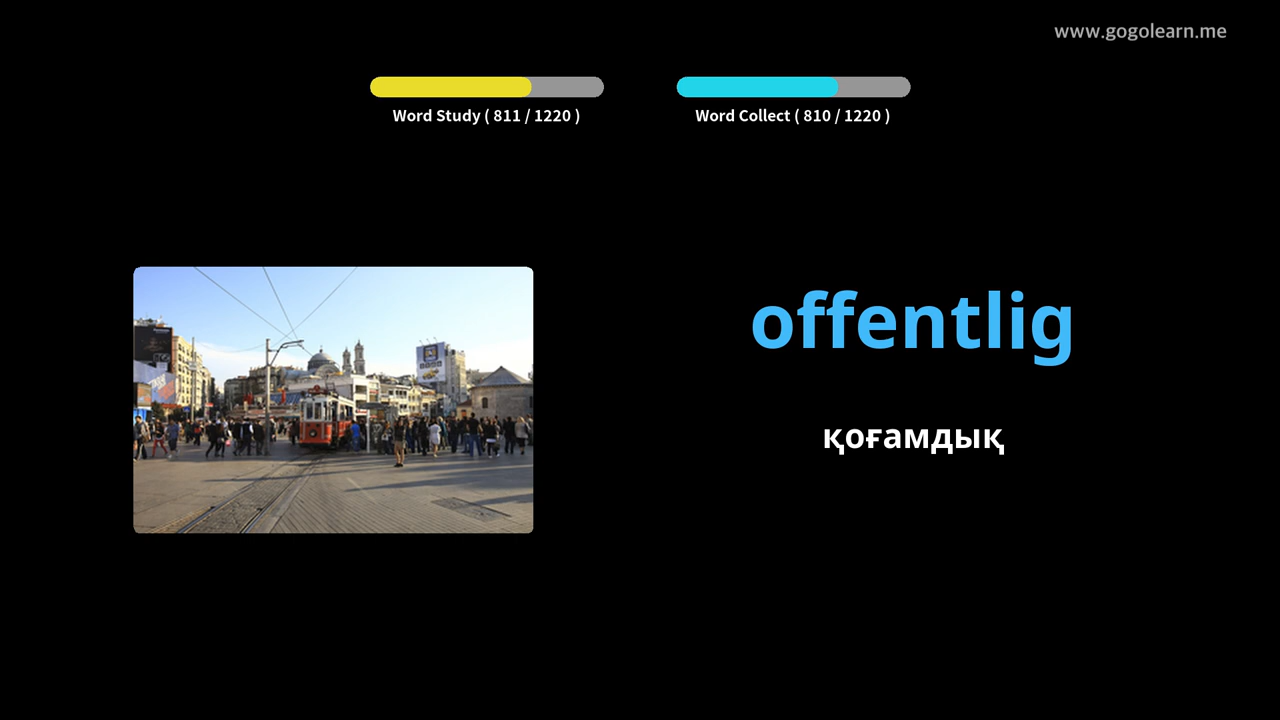 www.gogolearn.me
Word Study ( 811 / 1220 )
Word Collect ( 810 / 1220 )
offentlig
қоғамдық